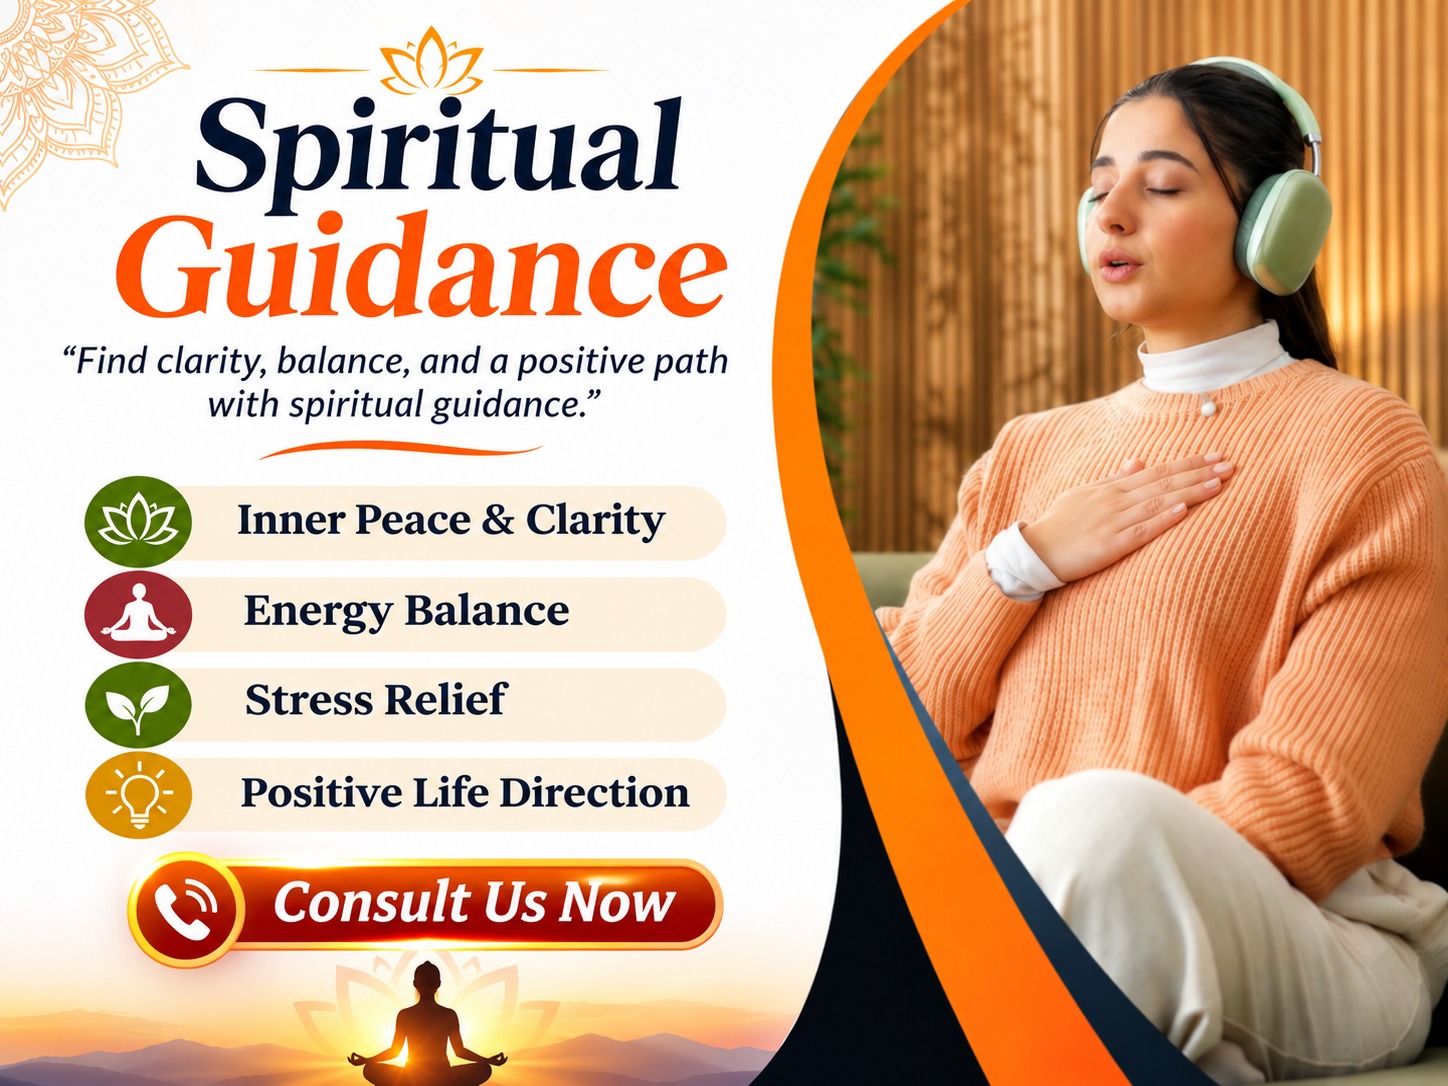 Spiritual
Guidance
“Find clarity, balance, and a positive path
with spiritual guidance.”
Inner Peace & Clarity
Energy Balance
Stress Relief
Positive Life Direction
Consult Us Now